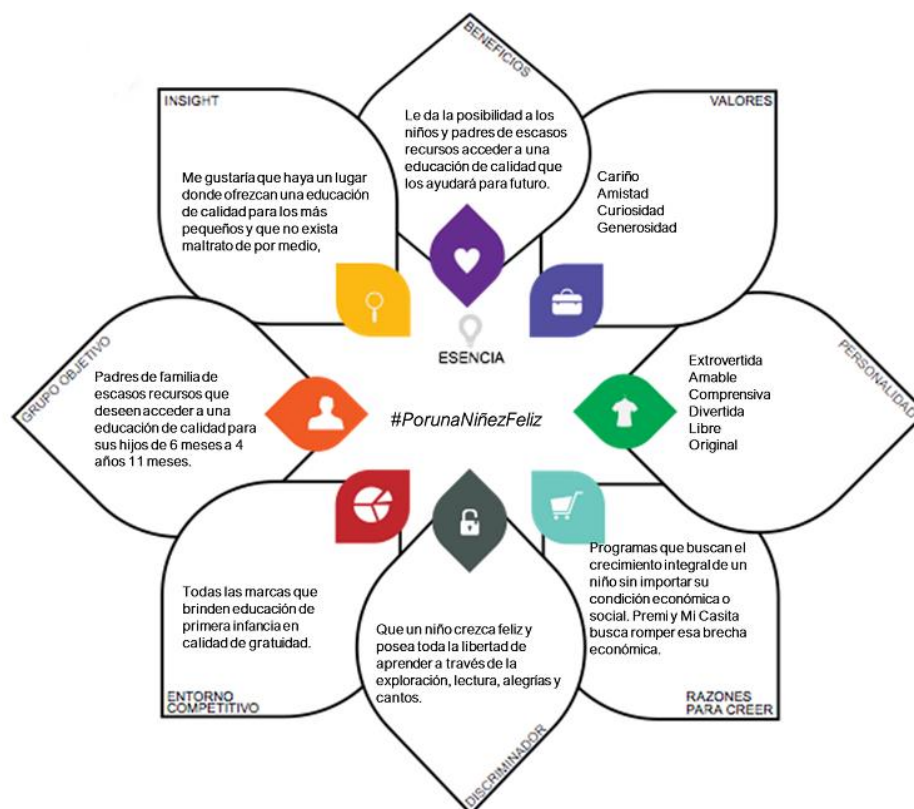 BENEFICIOS
Le da la posibilidad a los
niños y padres de escasos
recursos acceder a una
educación de calidad que
los ayudará para futuro.
INSIGHT
Me gustaría que haya un lugar
donde ofrezcan una educación
de calidad para los más
pequeños y que no exista
maltrato de por medio,
VALORES
Cariño
Amistad
Curiosidad
Generosidad
GRUPO OBJETIVO
Padres de familia de
escasos recursos que
deseen acceder a una
educación de calidad para
sus hijos de 6 meses a 4
años 11 meses.
ESENCIA
#PorunaNiñezFeliz
PERSONALIDAD
Extrovertida
Amable
Comprensiva
Divertida
Libre
Original
Todas las marcas que
brinden educación de
primera infancia en
calidad de gratuidad.
ENTORNO
COMPETITIVO
Que un niño crezca feliz y
posea toda la libertad de
aprender a través de la
exploración, lectura, alegrías y
cantos.
DISCRIMINADOR
Programas que buscan el
crecimiento integral de un
niño sin importar su
condición económica o
social. Premi y Mi Casita
busca romper esa brecha
económica.
RAZONES
PARA CREER